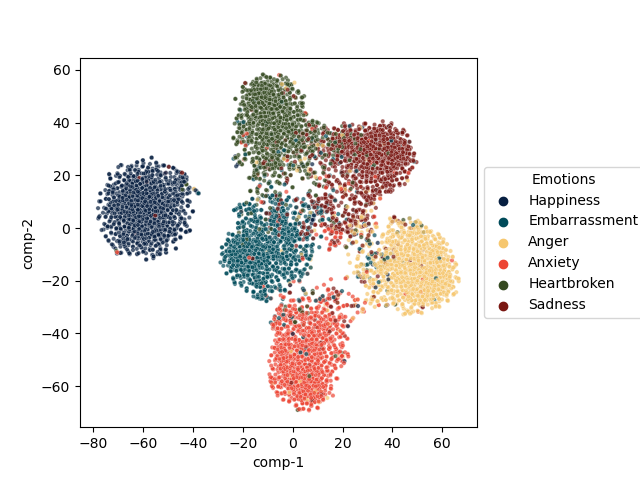 60
40
20
0
−20
−40
−60
−80
−60
−40
−20
0
20
40
60
comp-1
comp-2
Emotions
Happiness
Embarrassment
Anger
Anxiety
Heartbroken
Sadness